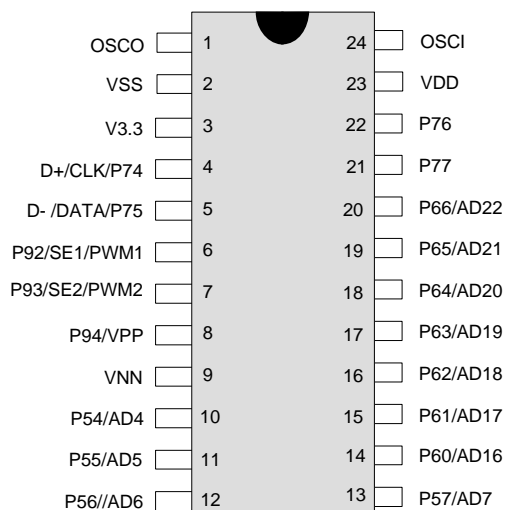 OSCO 1 24 OSCI
VSS 2 23 VDD
V3.3 3 22 P76
D+/CLK/P74 4 21 P77
D- /DATA/P75 5 20 P66/AD22
P92/SE1/PWM1 6 19 P65/AD21
P93/SE2/PWM2 7 18 P64/AD20
P94/VPP 8 17 P63/AD19
VNN 9 16 P62/AD18
P54/AD4 10 15 P61/AD17
P55/AD5 11 14 P60/AD16
P56//AD6 12 13 P57/AD7